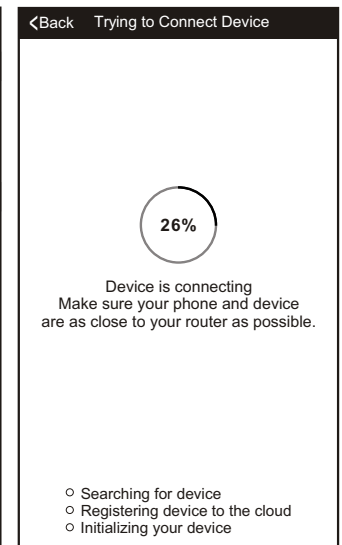 Back Trying to Connect Device
26%
Device is connecting
Make sure your phone and device
are as close to your router as possible.
Searching for device
Registering device to the cloud
Initializing your device